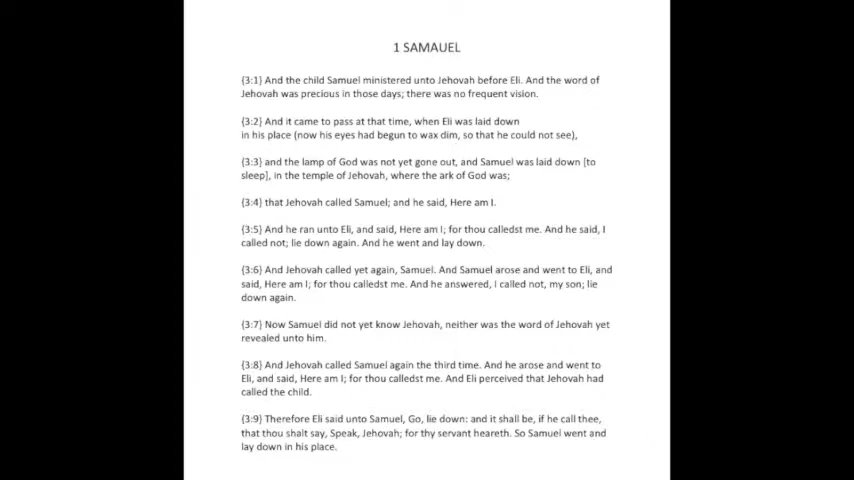 1 SAMAUEL
{3:1} And the child Samuel ministered unto Jehovah before Eli. And the word of
Jehovah was precious in those days; there was no frequent vision.
{3:2} And it came to pass at that time, when Eli was laid down
in his place (now his eyes had begun to wax dim, so that he could not see),
{3:3} and the lamp of God was not yet gone out, and Samuel was laid down [to
sleep], in the temple of Jehovah, where the ark of God was;
{3:4} that Jehovah called Samuel; and he said, Here am I.
{3:5} And he ran unto Eli, and said, Here am I; for thou calledst me. And he said, I
called not; lie down again. And he went and lay down.
{3:6} And Jehovah called yet again, Samuel. And Samuel arose and went to Eli, and
said, Here am I; for thou calledst me. And he answered, I called not, my son; lie
down again.
{3:7} Now Samuel did not yet know Jehovah, neither was the word of Jehovah yet
revealed unto him.
{3:8} And Jehovah called Samuel again the third time. And he arose and went to
Eli, and said, Here am I; for thou calledst me. And Eli perceived that Jehovah had
called the child.
{3:9} Therefore Eli said unto Samuel, Go, lie down: and it shall be, if he call thee,
that thou shalt say, Speak, Jehovah; for thy servant heareth. So Samuel went and
lay down in his place.